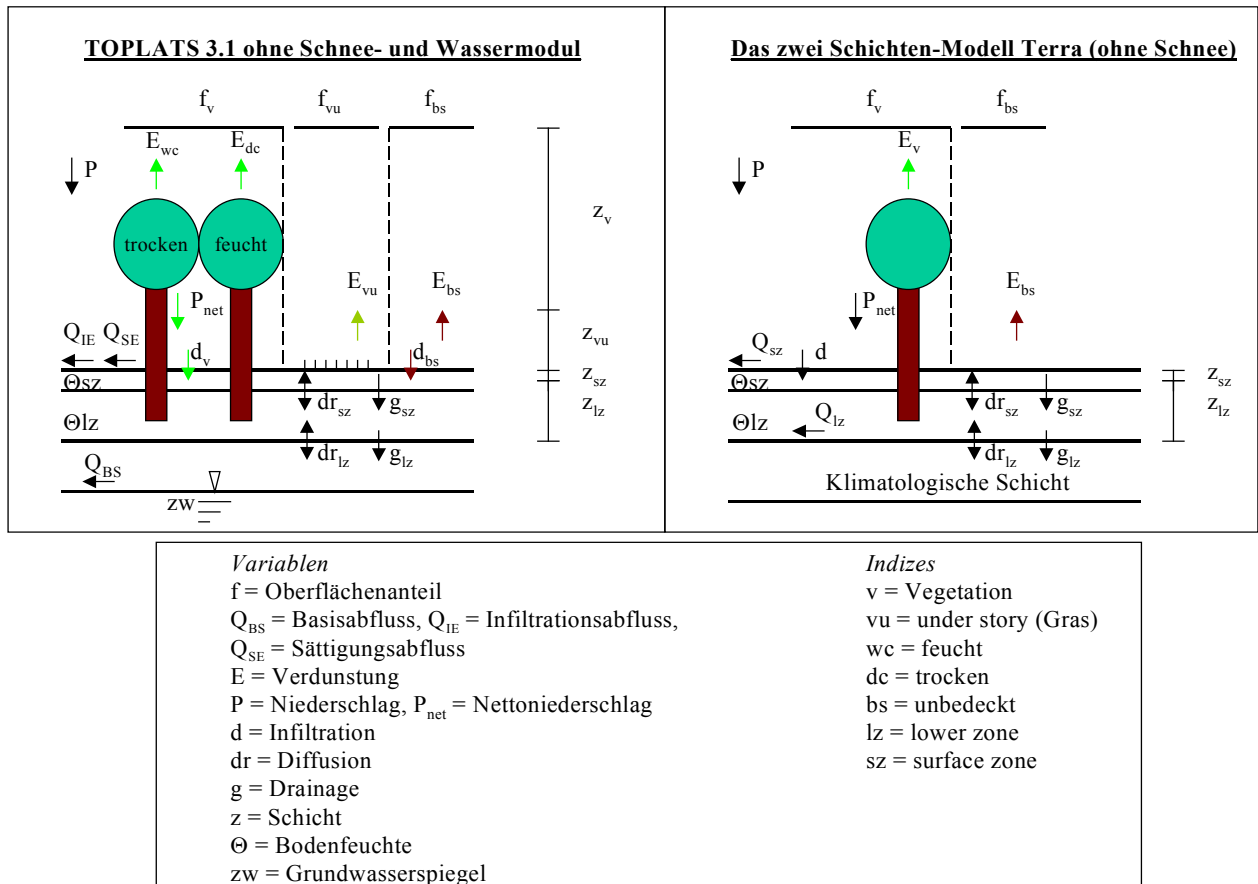 TOPLATS 3.1 ohne Schnee- und Wassermodul
f_v f_vu f_bs
E_wc E_dc
P
z_v
trocken feucht
E_vu E_bs
P_net
Q_IE Q_SE
z_vu
d_v d_bs
Θsz
z_sz
dr_sz g_sz
z_lz
Θlz
dr_lz g_lz
Q_BS
zw
Das zwei Schichten-Modell Terra (ohne Schnee)
f_v f_bs
E_v
P
E_bs
P_net
Q_sz d
Θsz
z_sz
dr_sz g_sz
z_lz
Θlz Q_lz
dr_lz g_lz
Klimatologische Schicht
Variablen
f = Oberflächenanteil
Q_BS = Basisabfluss, Q_IE = Infiltrationsabfluss,
Q_SE = Sättigungsabfluss
E = Verdunstung
P = Niederschlag, P_net = Nettoniederschlag
d = Infiltration
dr = Diffusion
g = Drainage
z = Schicht
Θ = Bodenfeuchte
zw = Grundwasserspiegel
Indizes
v = Vegetation
vu = under story (Gras)
wc = feucht
dc = trocken
bs = unbedeckt
lz = lower zone
sz = surface zone